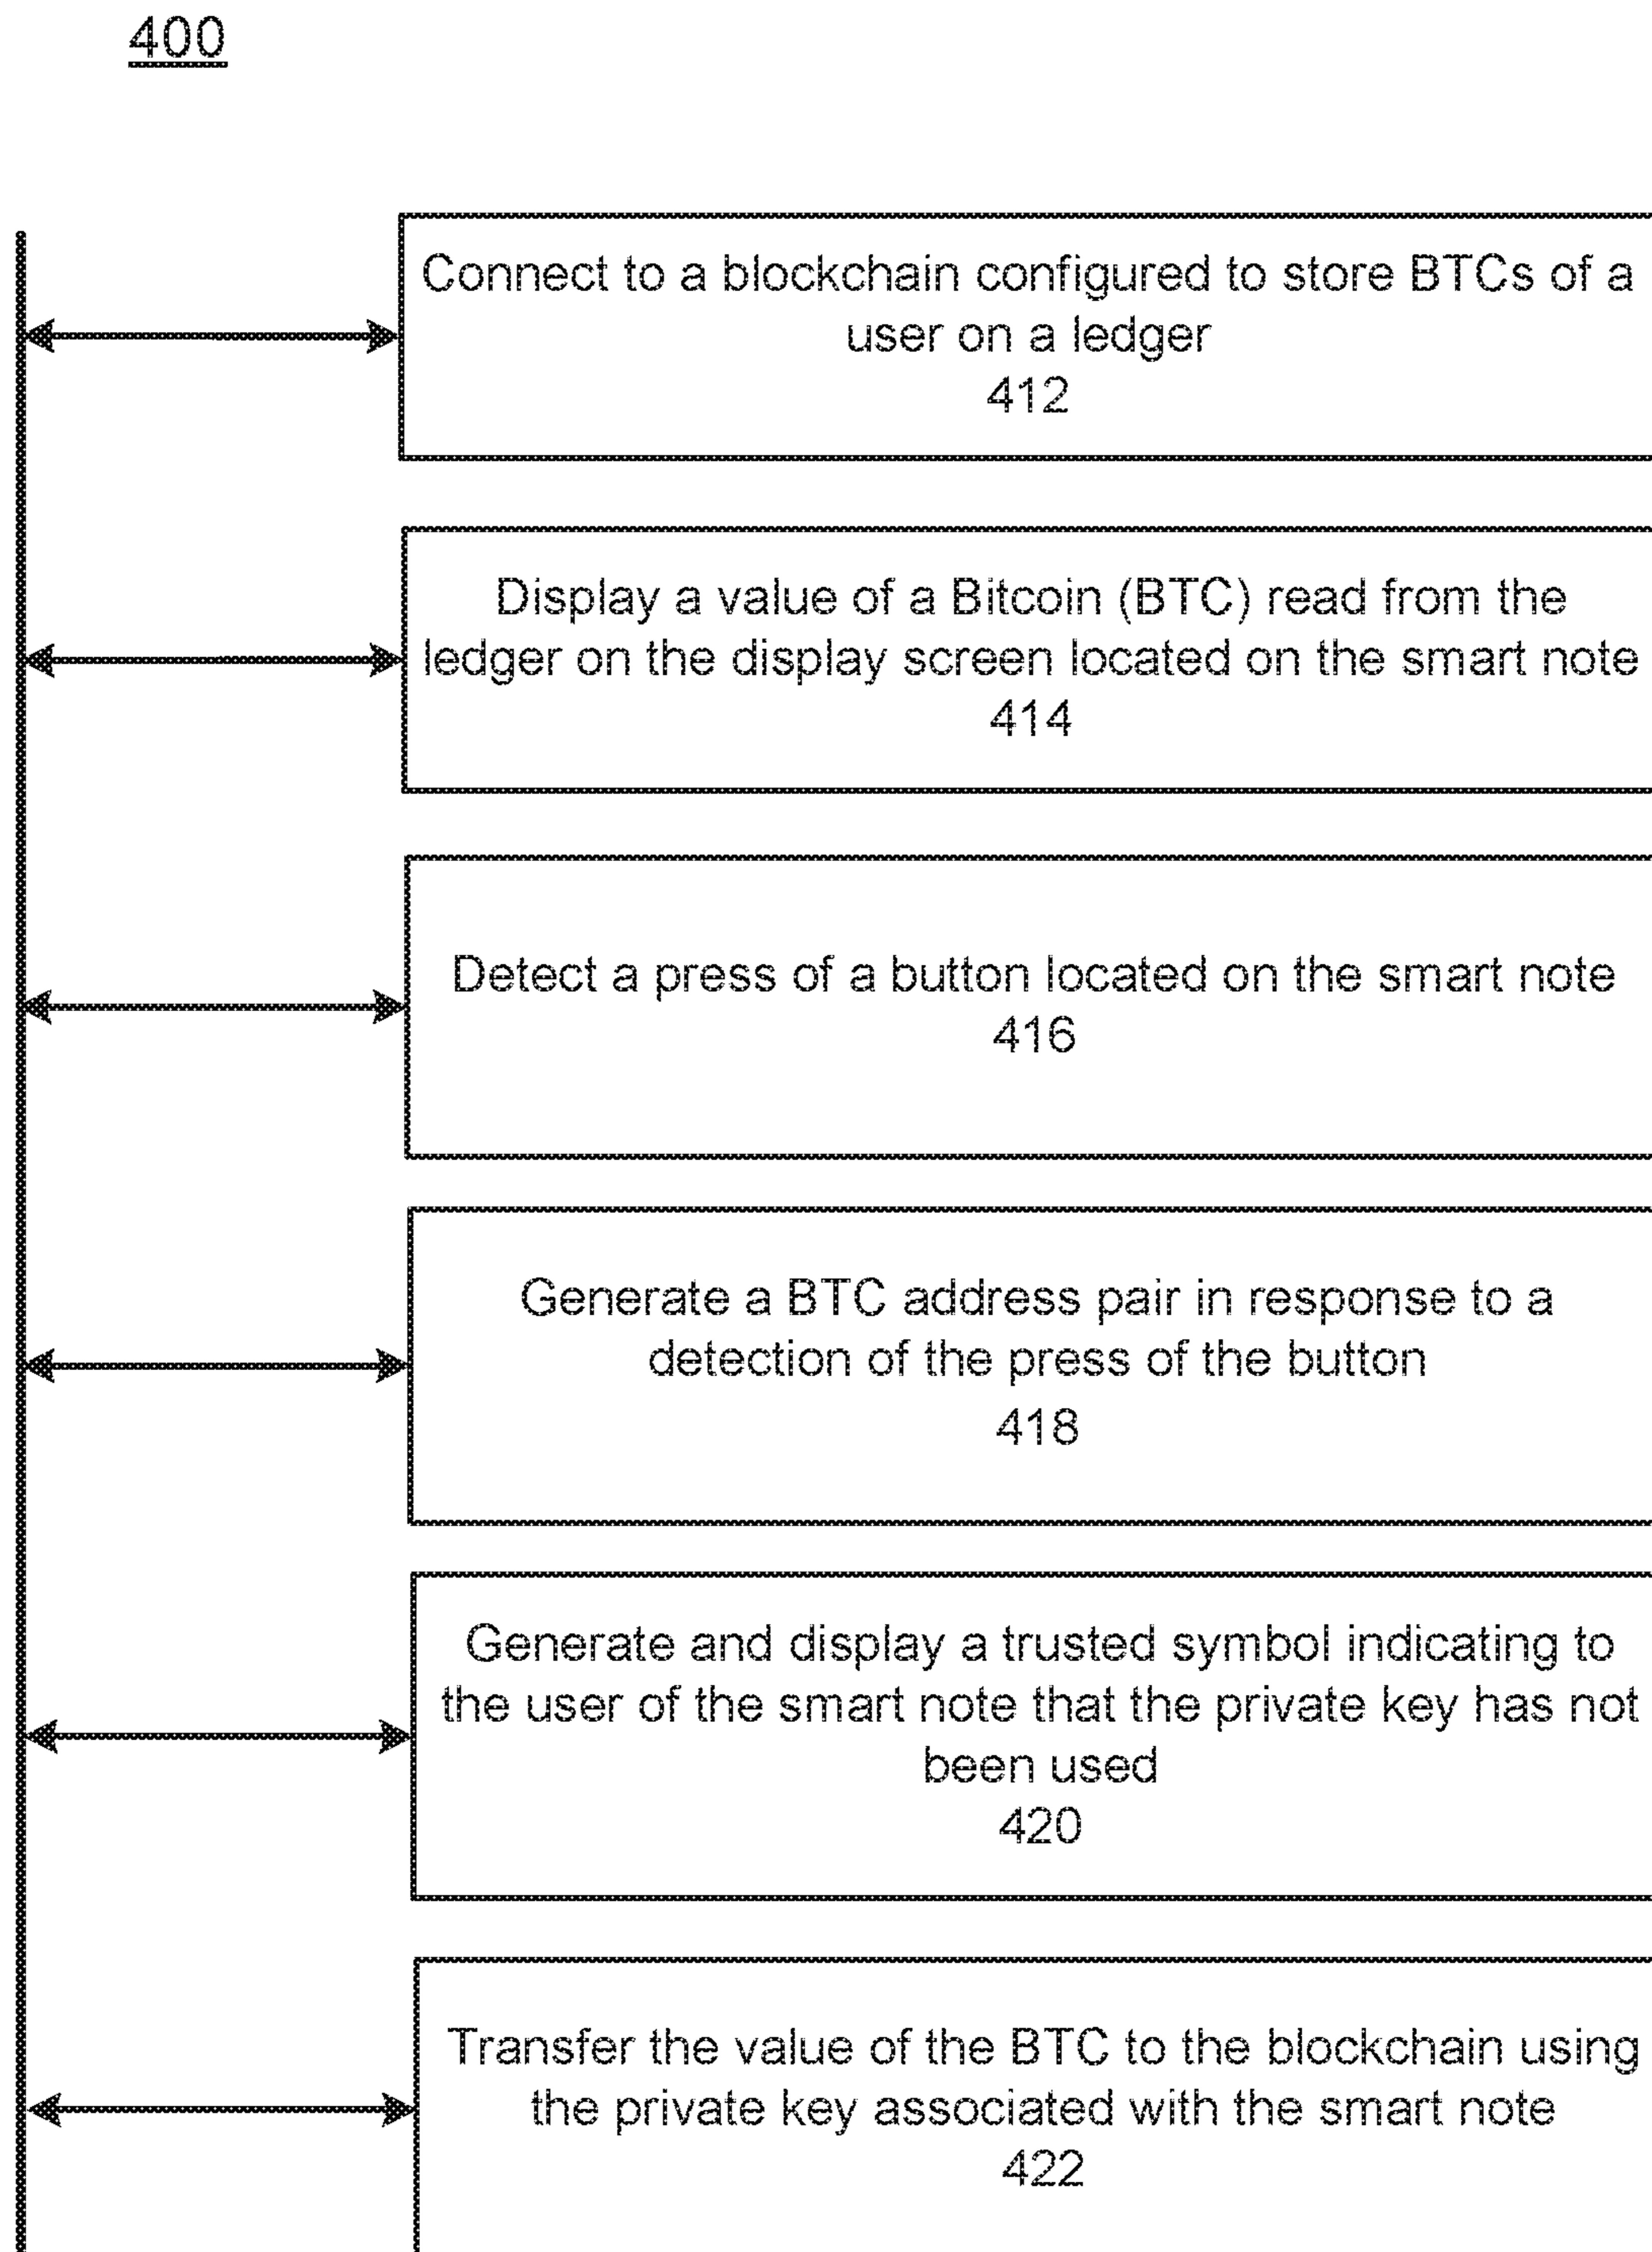 400
Connect to a blockchain configured to store BTCs of a
user on a ledger
412
Display a value of a Bitcoin (BTC) read from the
ledger on the display screen located on the smart note
414
Detect a press of a button located on the smart note
416
Generate a BTC address pair in response to a
detection of the press of the button
418
Generate and display a trusted symbol indicating to
the user of the smart note that the private key has not
been used
420
Transfer the value of the BTC to the blockchain using
the private key associated with the smart note
422